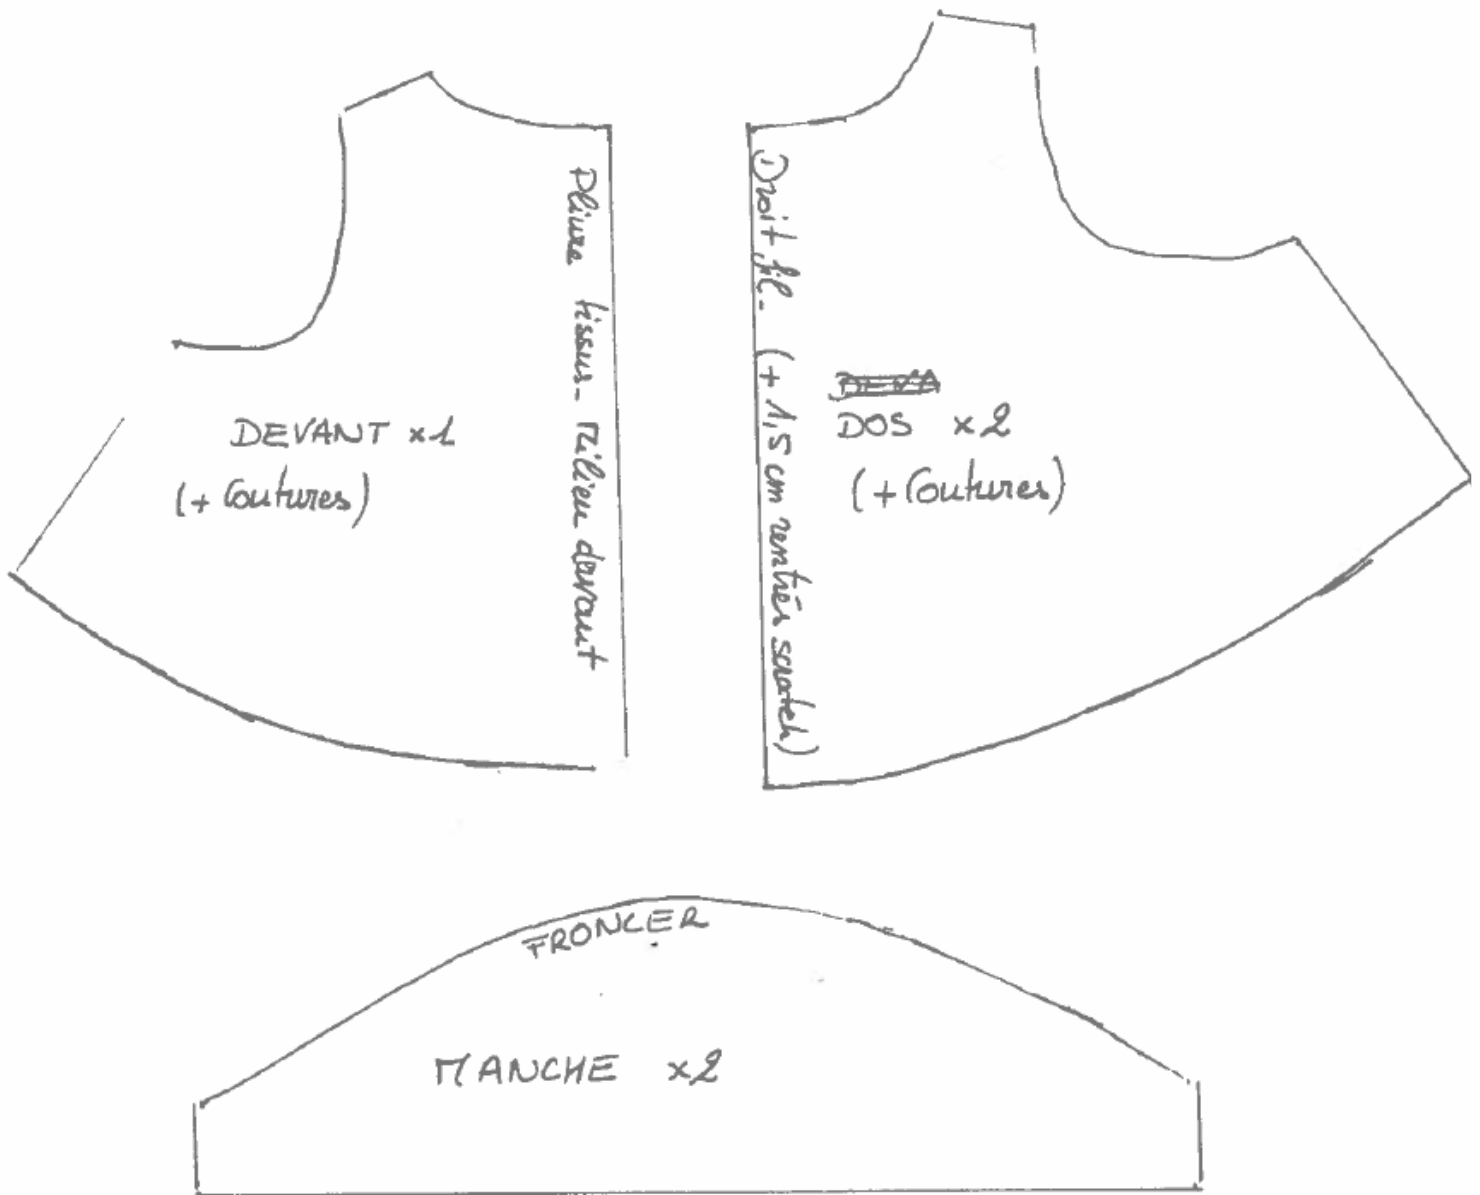 DEVANT x1
(+ Coutures)
Pliure tissus - Milieu devant
Droit fil - (+ 1,5 cm rentrés scratch)
DOS x2
(+ Coutures)
FRONCER
MANCHE x2